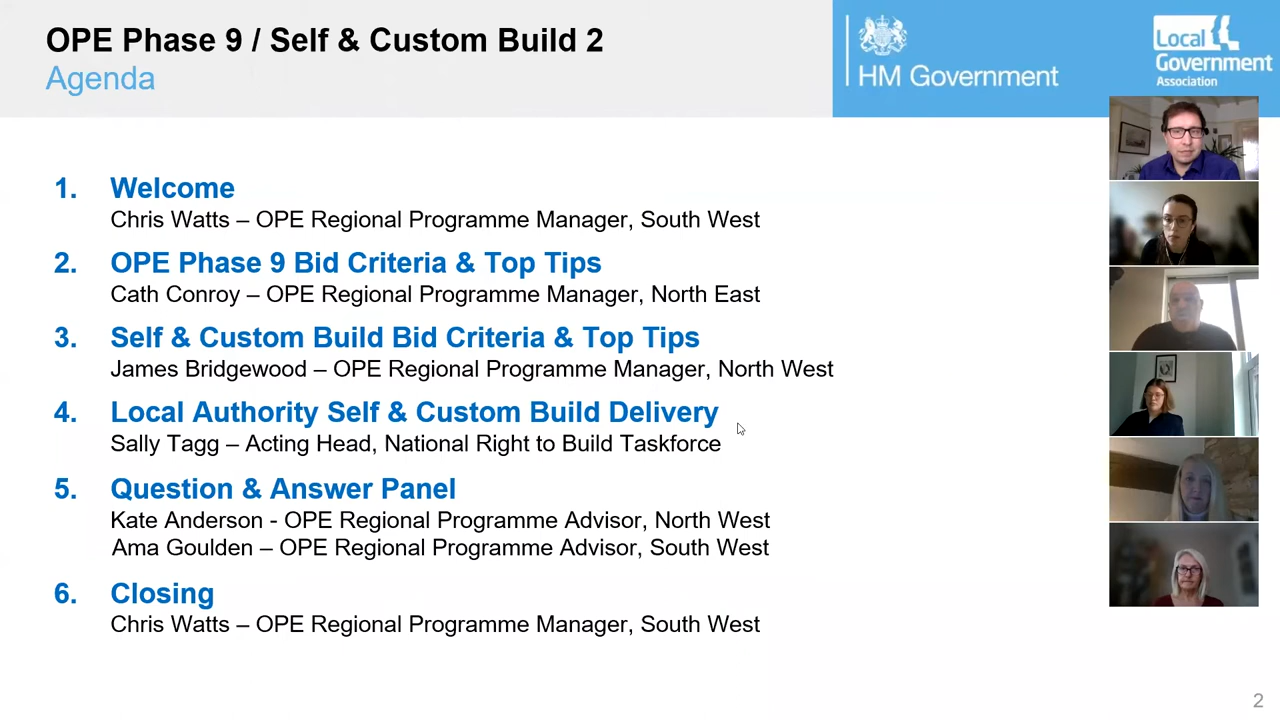 OPE Phase 9 / Self & Custom Build 2
Agenda
HM Government
Local
Government
Association
1. Welcome
Chris Watts – OPE Regional Programme Manager, South West
2. OPE Phase 9 Bid Criteria & Top Tips
Cath Conroy – OPE Regional Programme Manager, North East
3. Self & Custom Build Bid Criteria & Top Tips
James Bridgewood – OPE Regional Programme Manager, North West
4. Local Authority Self & Custom Build Delivery
Sally Tagg – Acting Head, National Right to Build Taskforce
5. Question & Answer Panel
Kate Anderson - OPE Regional Programme Advisor, North West
Ama Goulden – OPE Regional Programme Advisor, South West
6. Closing
Chris Watts – OPE Regional Programme Manager, South West
2